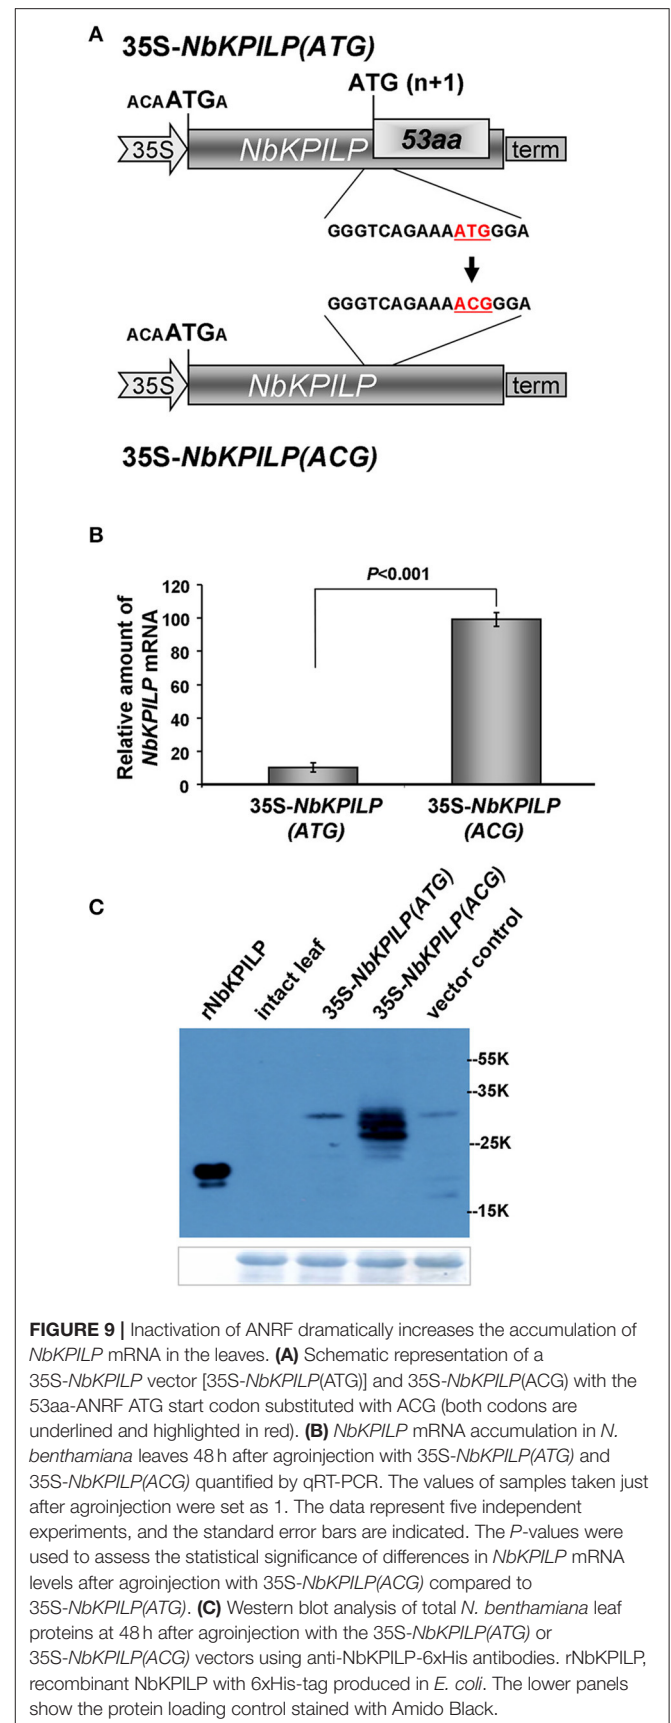 A
35S-NbKPILP(ATG)
ATG (n+1)
ACAATGA
35S
NbKPILP
53aa
term
GGGTCAGAAAATGGGA
GGGTCAGAAAACGGGA
ACAATGA
35S
NbKPILP
term
35S-NbKPILP(ACG)
B
P<0.001
Relative amount of
NbKPILP mRNA
120
100
80
60
40
20
0
35S-NbKPILP
(ATG)
35S-NbKPILP
(ACG)
C
rNbKPILP
intact leaf
35S-NbKPILP(ATG)
35S-NbKPILP(ACG)
vector control
--55K
--35K
--25K
--15K
FIGURE 9 | Inactivation of ANRF dramatically increases the accumulation of
NbKPILP mRNA in the leaves. (A) Schematic representation of a
35S-NbKPILP vector [35S-NbKPILP(ATG)] and 35S-NbKPILP(ACG) with the
53aa-ANRF ATG start codon substituted with ACG (both codons are
underlined and highlighted in red). (B) NbKPILP mRNA accumulation in N.
benthamiana leaves 48 h after agroinjection with 35S-NbKPILP(ATG) and
35S-NbKPILP(ACG) quantified by qRT-PCR. The values of samples taken just
after agroinjection were set as 1. The data represent five independent
experiments, and the standard error bars are indicated. The P-values were
used to assess the statistical significance of differences in NbKPILP mRNA
levels after agroinjection with 35S-NbKPILP(ACG) compared to
35S-NbKPILP(ATG). (C) Western blot analysis of total N. benthamiana leaf
proteins at 48 h after agroinjection with the 35S-NbKPILP(ATG) or
35S-NbKPILP(ACG) vectors using anti-NbKPILP-6xHis antibodies. rNbKPILP,
recombinant NbKPILP with 6xHis-tag produced in E. coli. The lower panels
show the protein loading control stained with Amido Black.